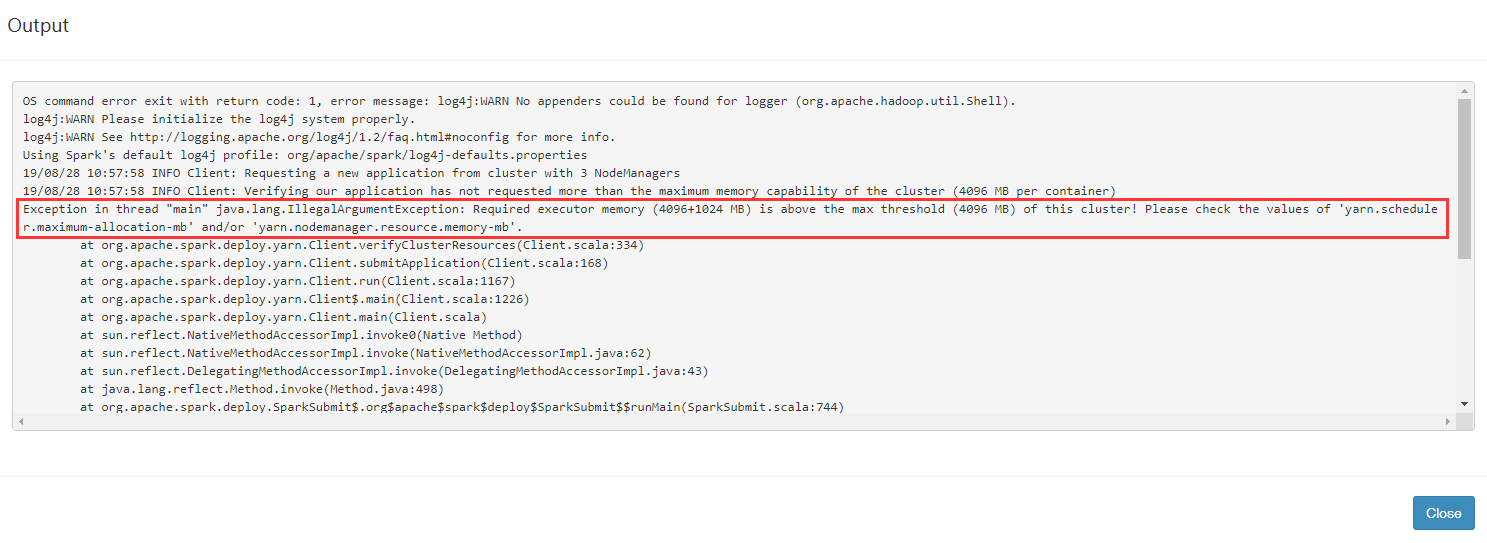 Output
OS command error exit with return code: 1, error message: log4j:WARN No appenders could be found for logger (org.apache.hadoop.util.Shell).
log4j:WARN Please initialize the log4j system properly.
log4j:WARN See http://logging.apache.org/log4j/1.2/faq.html#noconfig for more info.
Using Spark's default log4j profile: org/apache/spark/log4j-defaults.properties
19/08/28 10:57:58 INFO Client: Requesting a new application from cluster with 3 NodeManagers
19/08/28 10:57:58 INFO Client: Verifying our application has not requested more than the maximum memory capability of the cluster (4096 MB per container)
Exception in thread "main" java.lang.IllegalArgumentException: Required executor memory (4096+1024 MB) is above the max threshold (4096 MB) of this cluster! Please check the values of 'yarn.schedule
r.maximum-allocation-mb' and/or 'yarn.nodemanager.resource.memory-mb'.
at org.apache.spark.deploy.yarn.Client.verifyClusterResources(Client.scala:334)
at org.apache.spark.deploy.yarn.Client.submitApplication(Client.scala:168)
at org.apache.spark.deploy.yarn.Client.run(Client.scala:1167)
at org.apache.spark.deploy.yarn.Client$.main(Client.scala:1226)
at org.apache.spark.deploy.yarn.Client.main(Client.scala)
at sun.reflect.NativeMethodAccessorImpl.invoke0(Native Method)
at sun.reflect.NativeMethodAccessorImpl.invoke(NativeMethodAccessorImpl.java:62)
at sun.reflect.DelegatingMethodAccessorImpl.invoke(DelegatingMethodAccessorImpl.java:43)
at java.lang.reflect.Method.invoke(Method.java:498)
at org.apache.spark.deploy.SparkSubmit$.org$apache$spark$deploy$SparkSubmit$$runMain(SparkSubmit.scala:744)
Close